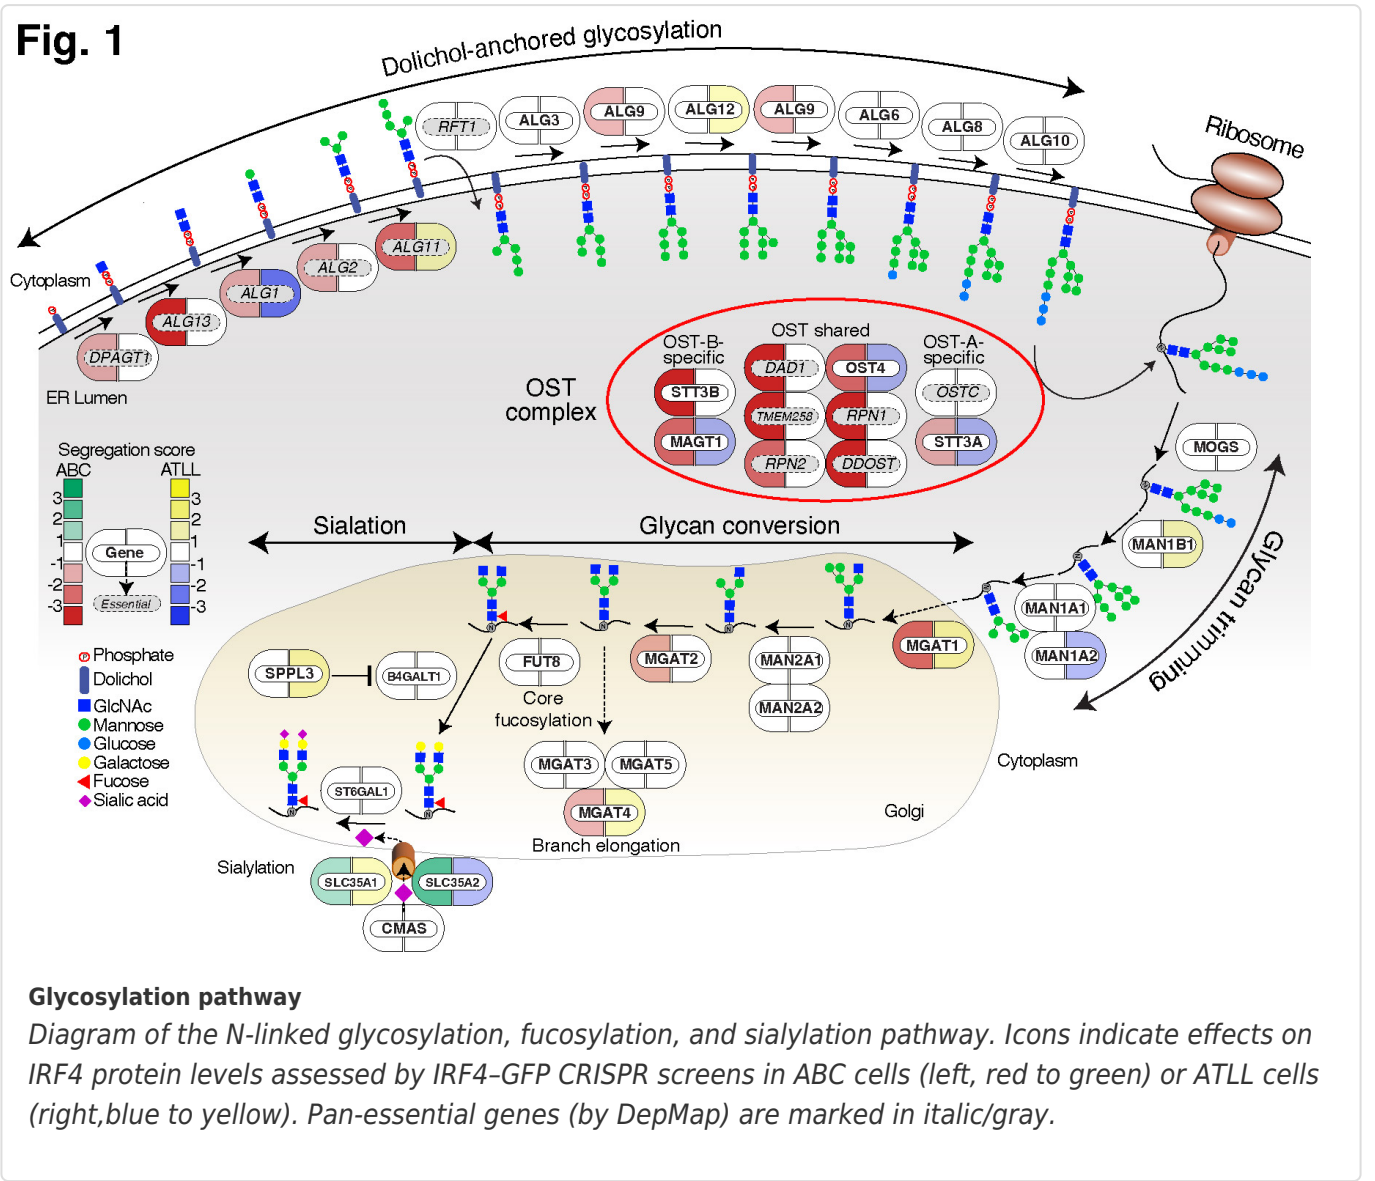 Fig. 1
Dolichol-anchored glycosylation
RFT1
ALG3
ALG9
ALG12
ALG9
ALG6
ALG8
ALG10
Ribosome
Cytoplasm
DPAGT1
ALG13
ALG1
ALG2
ALG11
ER Lumen
OST complex
OST-B-specific
OST shared
OST-A-specific
STT3B
MAGT1
DAD1
OST4
TMEM258
RPN1
RPN2
DDOST
OSTC
STT3A
MOGS
MAN1B1
MAN1A1
MAN1A2
Glycan trimming
Segregation score
ABC
ATLL
3
2
1
-1
-2
-3
3
2
1
-1
-2
-3
Gene
Essential
P Phosphate
Dolichol
GlcNAc
Mannose
Glucose
Galactose
Fucose
Sialic acid
Sialation
Glycan conversion
N
N
N
N
N
N
N
N
N
N
MGAT1
MAN2A1
MAN2A2
MGAT2
FUT8
Core
fucosylation
SPPL3
B4GALT1
MGAT3
MGAT5
MGAT4
Branch elongation
ST6GAL1
Golgi
Cytoplasm
Sialylation
SLC35A1
SLC35A2
CMAS
Glycosylation pathway
Diagram of the N-linked glycosylation, fucosylation, and sialylation pathway. Icons indicate effects on
IRF4 protein levels assessed by IRF4–GFP CRISPR screens in ABC cells (left, red to green) or ATLL cells
(right,blue to yellow). Pan-essential genes (by DepMap) are marked in italic/gray.